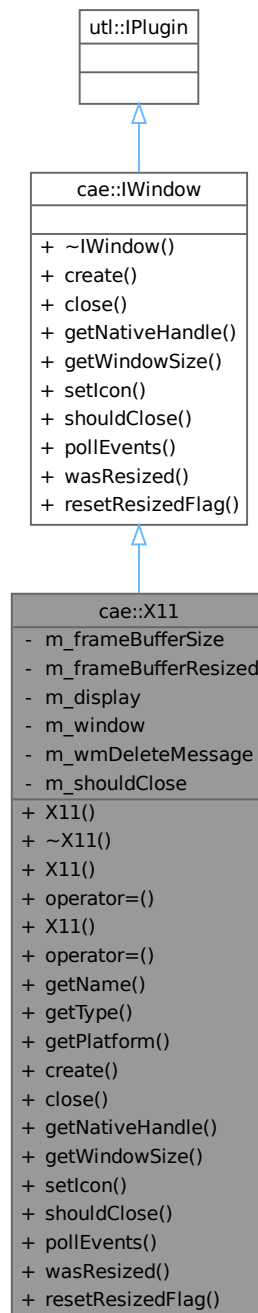 utl::IPlugin
cae::IWindow
+ ~IWindow()
+ create()
+ close()
+ getNativeHandle()
+ getWindowSize()
+ setIcon()
+ shouldClose()
+ pollEvents()
+ wasResized()
+ resetResizedFlag()
cae::X11
- m_frameBufferSize
- m_frameBufferResized
- m_display
- m_window
- m_wmDeleteMessage
- m_shouldClose
+ X11()
+ ~X11()
+ X11()
+ operator=()
+ X11()
+ operator=()
+ getName()
+ getType()
+ getPlatform()
+ create()
+ close()
+ getNativeHandle()
+ getWindowSize()
+ setIcon()
+ shouldClose()
+ pollEvents()
+ wasResized()
+ resetResizedFlag()